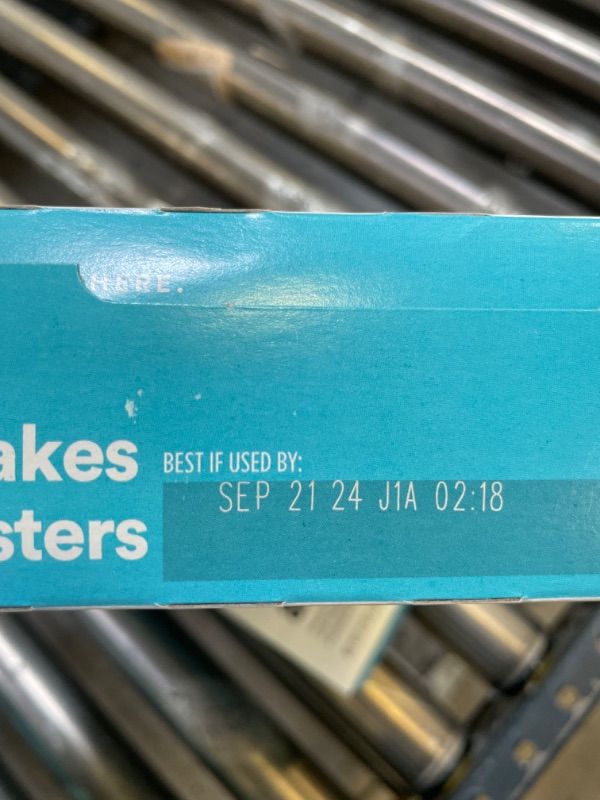 HERE.
akes
BEST IF USED BY:
SEP 21 24 J1A 02:18
sters